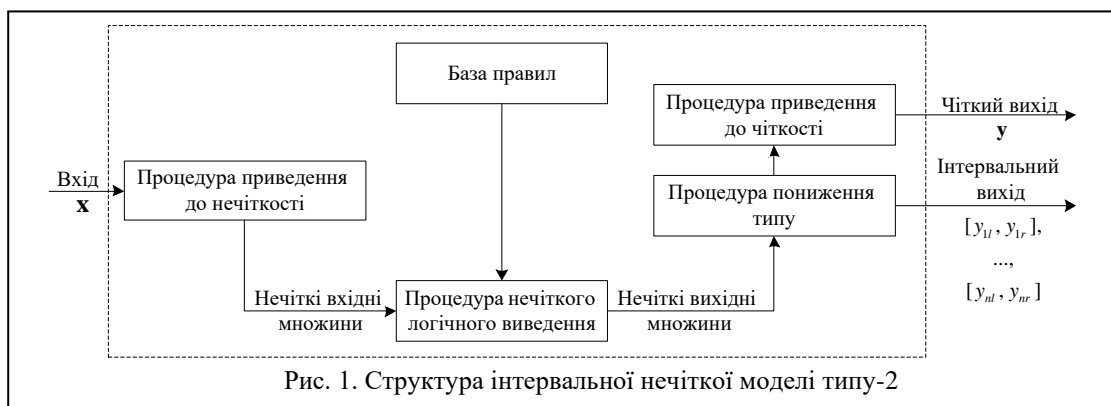 База правил
Процедура приведення
до чіткості
Чіткий вихід
y
Вхід
x
Процедура приведення
до нечіткості
Процедура пониження
типу
Інтервальний
вихід
[y1l, y1r],
...,
[ynl, ynr]
Нечіткі вхідні
множини
Процедура нечіткого
логічного виведення
Нечіткі вихідні
множини
Рис. 1. Структура інтервальної нечіткої моделі типу-2